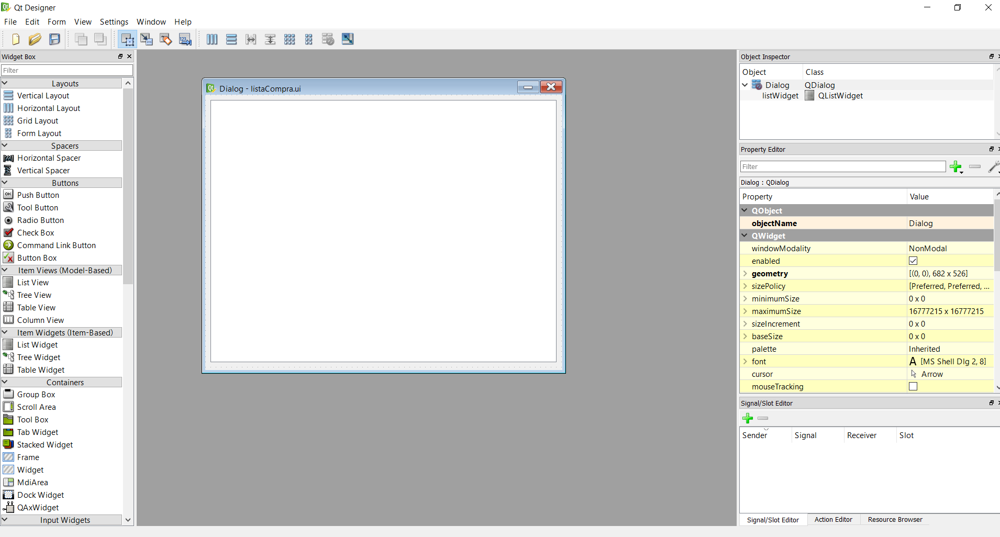 Qt Designer
File Edit Form View Settings Window Help
Widget Box
Filter
Layouts
Vertical Layout
Horizontal Layout
Grid Layout
Form Layout
Spacers
Horizontal Spacer
Vertical Spacer
Buttons
Push Button
Tool Button
Radio Button
Check Box
Command Link Button
Button Box
Item Views (Model-Based)
List View
Tree View
Table View
Column View
Item Widgets (Item-Based)
List Widget
Tree Widget
Table Widget
Containers
Group Box
Scroll Area
Tool Box
Tab Widget
Stacked Widget
Frame
Widget
MdiArea
Dock Widget
QAxWidget
Input Widgets
Dialog - listaCompra.ui
Object Inspector
Object Class
Dialog QDialog
listWidget QListWidget
Property Editor
Filter
Dialog : QDialog
Property Value
QObject
objectName Dialog
QWidget
windowModality NonModal
enabled
geometry [(0, 0), 682 x 526]
sizePolicy [Preferred, Preferred, ...
minimumSize 0 x 0
maximumSize 16777215 x 16777215
sizeIncrement 0 x 0
baseSize 0 x 0
palette Inherited
font A [MS Shell Dlg 2, 8]
cursor Arrow
mouseTracking
Signal/Slot Editor
Sender Signal Receiver Slot
Signal/Slot Editor Action Editor Resource Browser